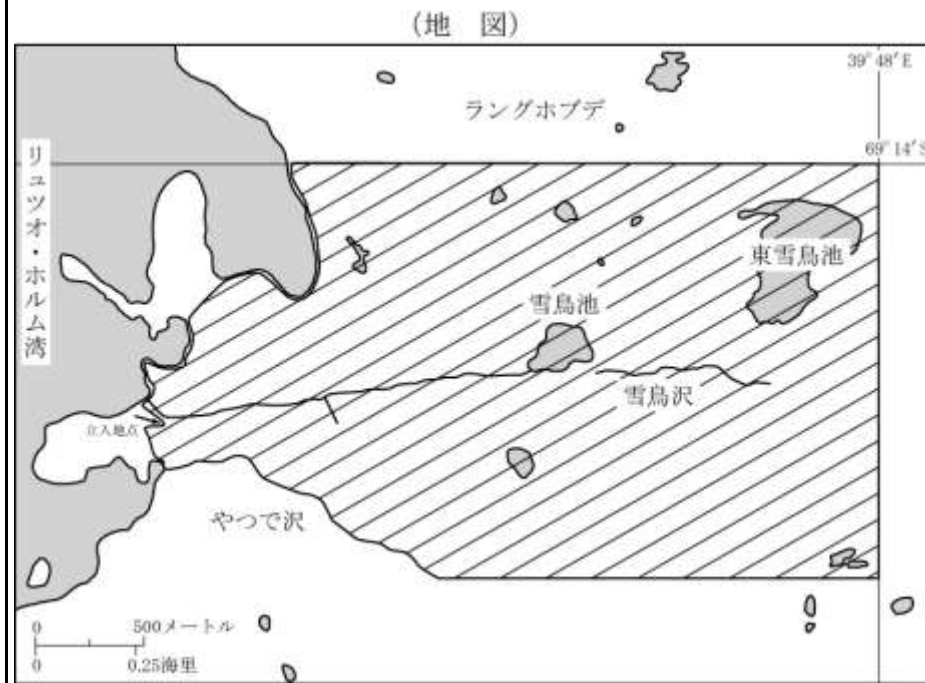 (地 図)
39°48′E
ラングホブデ
69°14′S
リュツオ・ホルム湾
東雪鳥池
雪鳥池
雪鳥沢
立入地点
やつで沢
0 500メートル
0 0.25海里